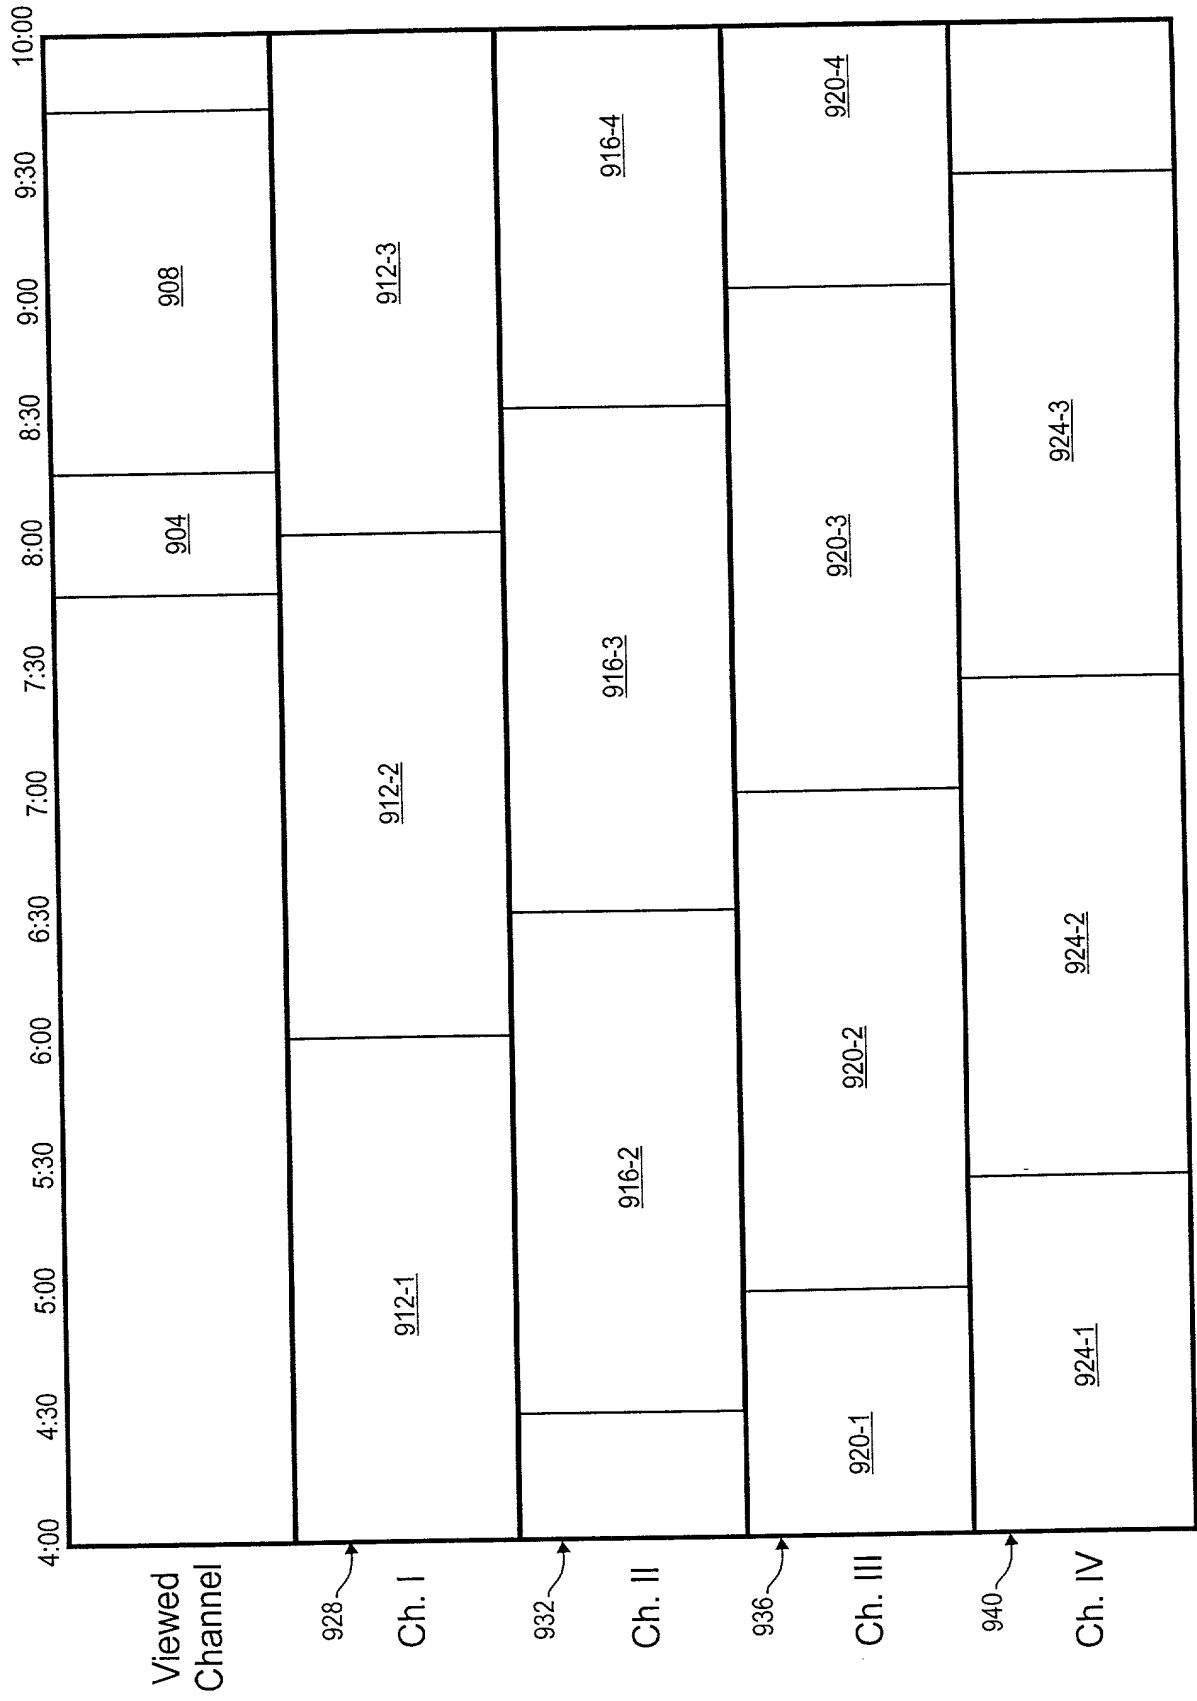 4:00 4:30 5:00 5:30 6:00 6:30 7:00 7:30 8:00 8:30 9:00 9:30 10:00
Viewed
Channel
904 908
928
Ch. I
912-1 912-2 912-3
932
Ch. II
916-2 916-3 916-4
936
Ch. III
920-1 920-2 920-3 920-4
940
Ch. IV
924-1 924-2 924-3